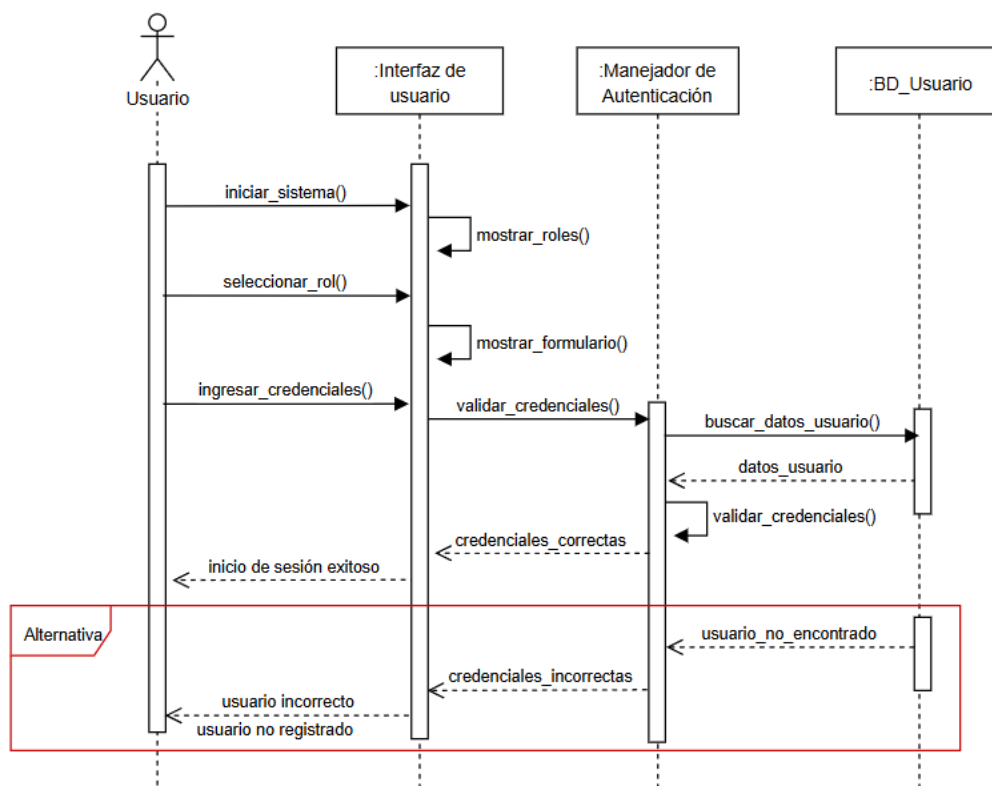 Usuario
:Interfaz de
usuario
:Manejador de
Autenticación
:BD_Usuario
iniciar_sistema()
mostrar_roles()
seleccionar_rol()
mostrar_formulario()
ingresar_credenciales()
validar_credenciales()
buscar_datos_usuario()
datos_usuario
validar_credenciales()
credenciales_correctas
inicio de sesión exitoso
Alternativa
usuario_no_encontrado
credenciales_incorrectas
usuario incorrecto
usuario no registrado